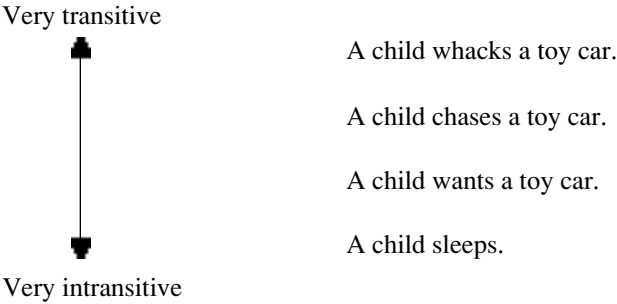 Very transitive
A child whacks a toy car.
A child chases a toy car.
A child wants a toy car.
A child sleeps.
Very intransitive